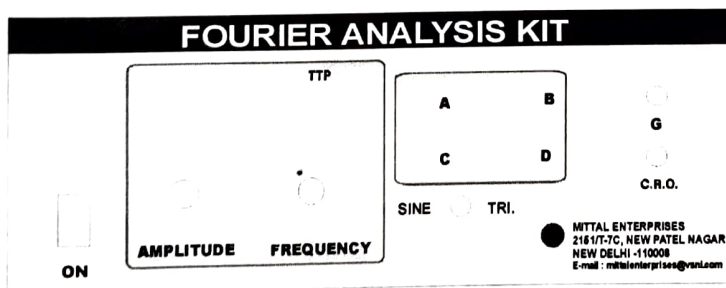 FOURIER ANALYSIS KIT
TTP
AMPLITUDE FREQUENCY
ON
A B
C D
SINE TRI.
G
C.R.O.
MITTAL ENTERPRISES
2151/T-7C, NEW PATEL NAGAR
NEW DELHI -110008
E-mail : mittalenterprises@vsnl.com